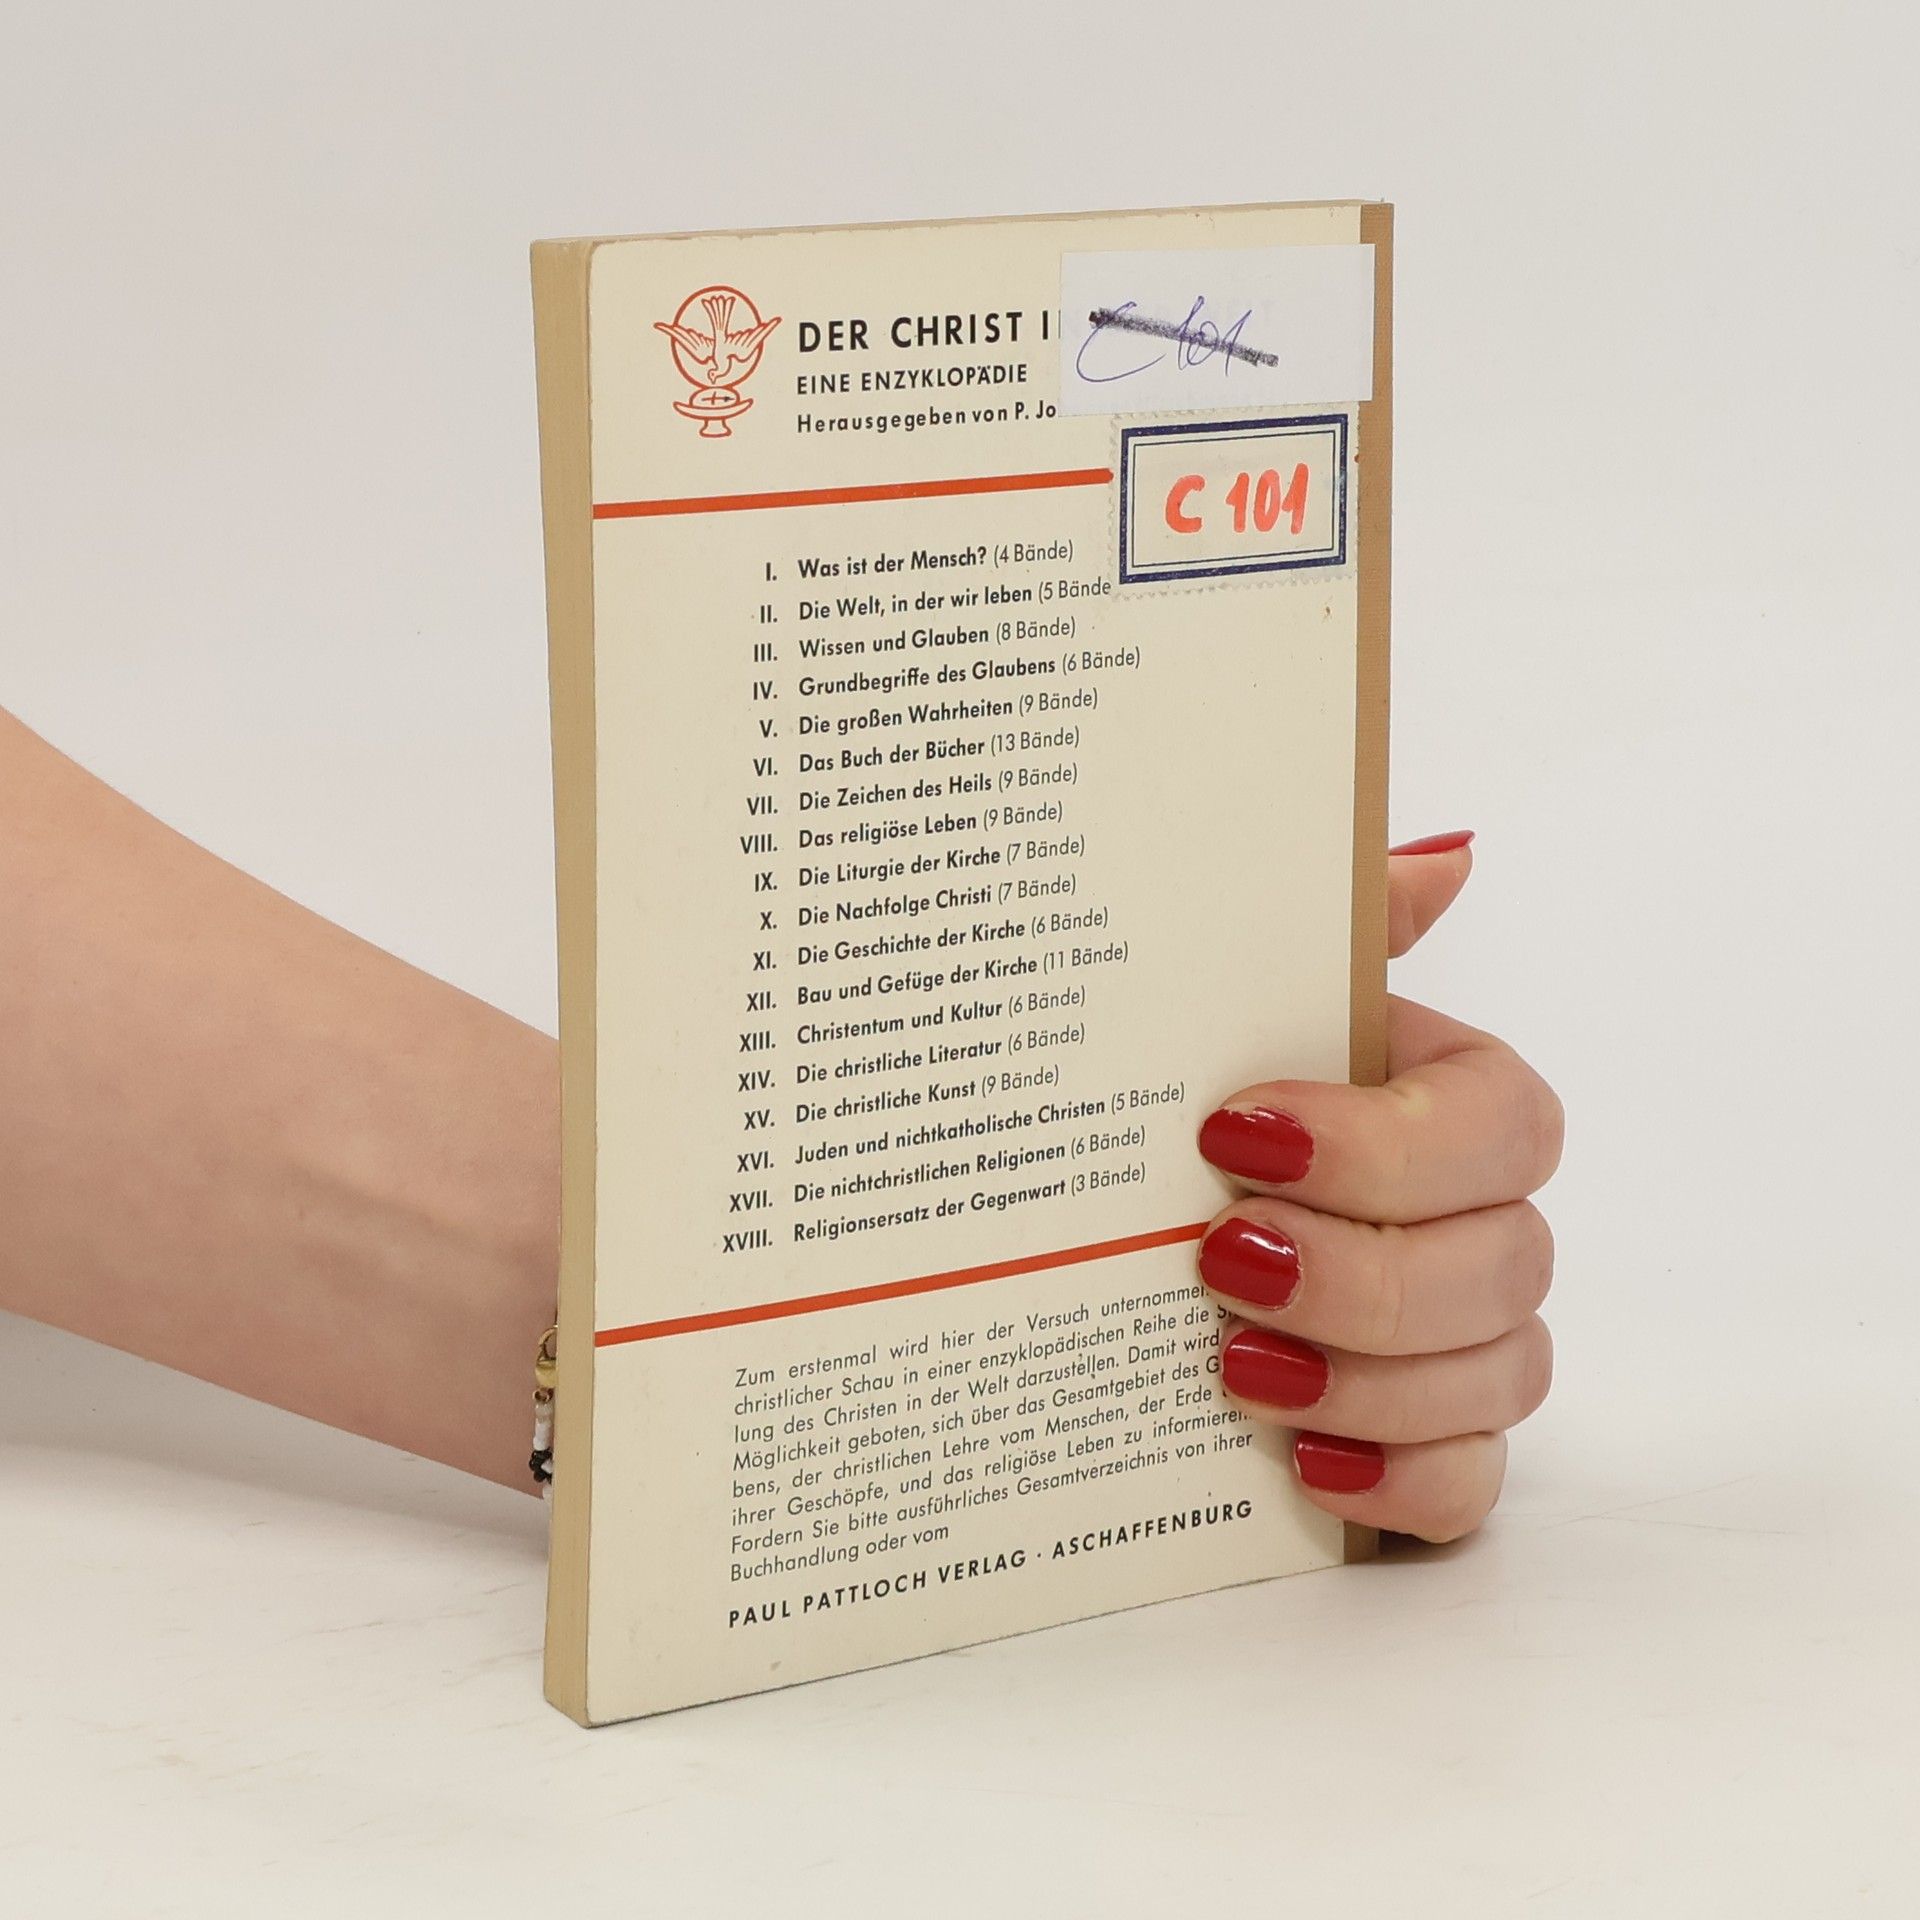 DER CHRIST I
EINE ENZYKLOPÄDIE
Herausgegeben von P. Jo
C 101
C 101
I. Was ist der Mensch? (4 Bände)
II. Die Welt, in der wir leben (5 Bände
III. Wissen und Glauben (8 Bände)
IV. Grundbegriffe des Glaubens (6 Bände)
V. Die großen Wahrheiten (9 Bände)
VI. Das Buch der Bücher (13 Bände)
VII. Die Zeichen des Heils (9 Bände)
VIII. Das religiöse Leben (9 Bände)
IX. Die Liturgie der Kirche (7 Bände)
X. Die Nachfolge Christi (7 Bände)
XI. Die Geschichte der Kirche (6 Bände)
XII. Bau und Gefüge der Kirche (11 Bände)
XIII. Christentum und Kultur (6 Bände)
XIV. Die christliche Literatur (6 Bände)
XV. Die christliche Kunst (9 Bände)
XVI. Juden und nichtkatholische Christen (5 Bände)
XVII. Die nichtchristlichen Religionen (6 Bände)
XVIII. Religionsersatz der Gegenwart (3 Bände)
Zum erstenmal wird hier der Versuch unternommen
christlicher Schau in einer enzyklopädischen Reihe die S
lung des Christen in der Welt darzustellen. Damit wird
Möglichkeit geboten, sich über das Gesamtgebiet des G
bens, der christlichen Lehre vom Menschen, der Erde
ihrer Geschöpfe, und das religiöse Leben zu informieren.
Fordern Sie bitte ausführliches Gesamtverzeichnis von ihrer
Buchhandlung oder vom
PAUL PATTLOCH VERLAG · ASCHAFFENBURG